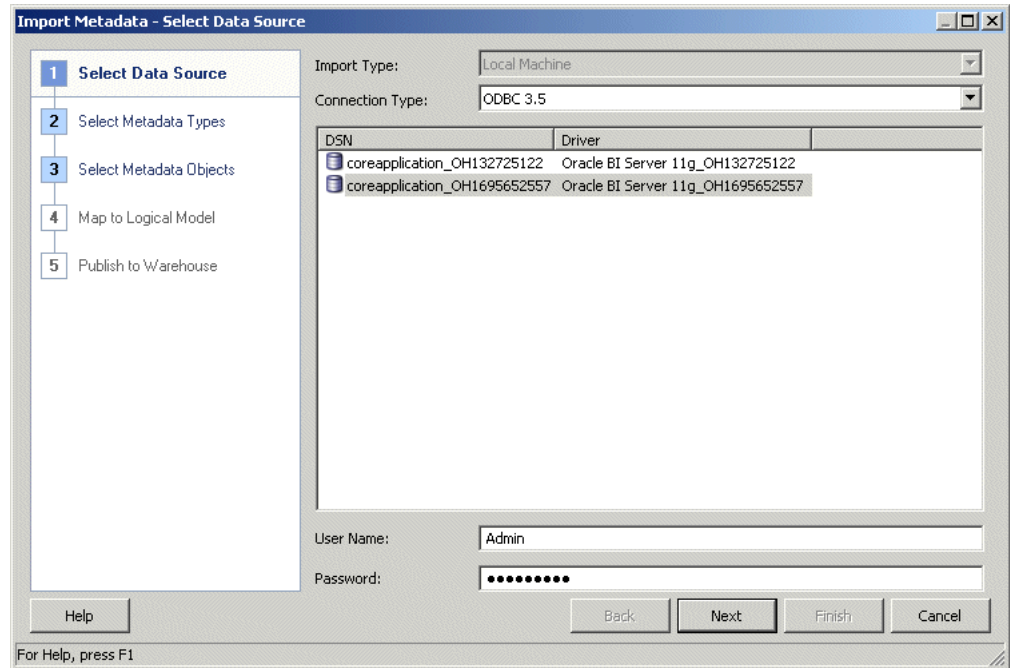 Import Metadata - Select Data Source
1 Select Data Source
2 Select Metadata Types
3 Select Metadata Objects
4 Map to Logical Model
5 Publish to Warehouse
Import Type: Local Machine
Connection Type: ODBC 3.5
DSN Driver
coreapplication_OH132725122 Oracle BI Server 11g_OH132725122
coreapplication_OH1695652557 Oracle BI Server 11g_OH1695652557
User Name: Admin
Password: ●●●●●●●●●
Help Back Next Finish Cancel
For Help, press F1